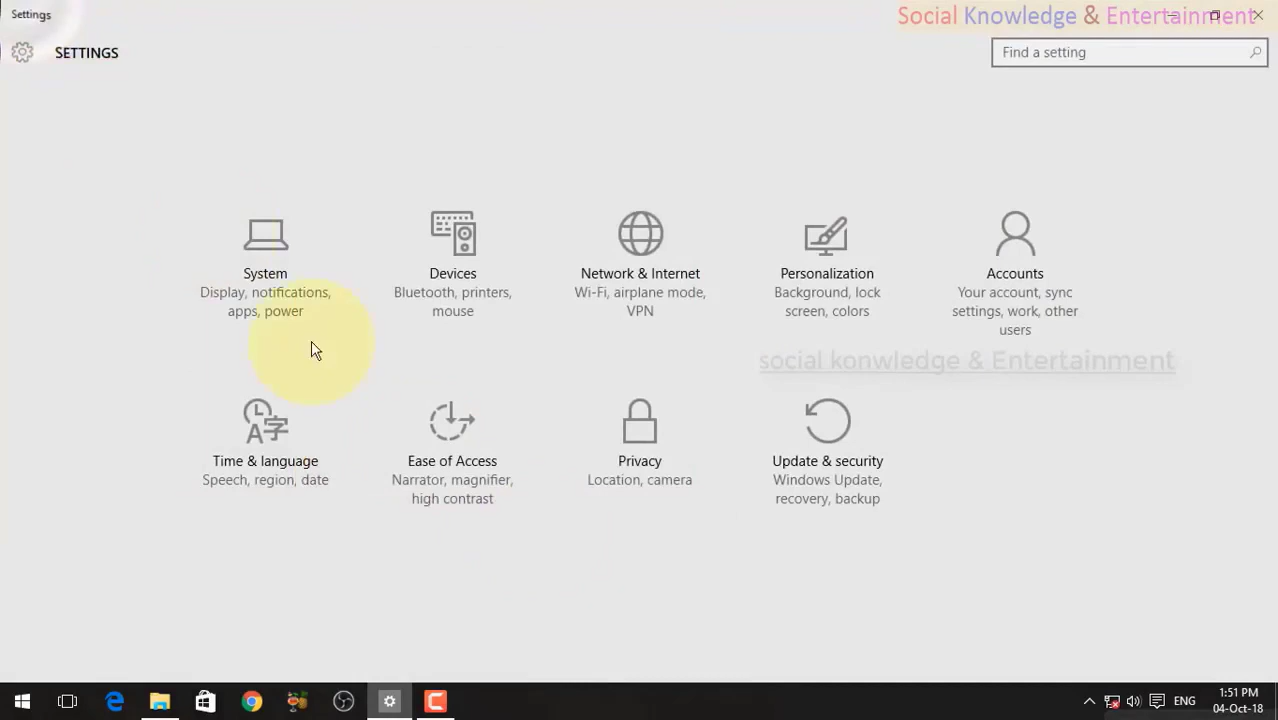 Settings
Social Knowledge & Entertainment
SETTINGS
Find a setting
System
Display, notifications,
apps, power
Devices
Bluetooth, printers,
mouse
Network & Internet
Wi-Fi, airplane mode,
VPN
Personalization
Background, lock
screen, colors
Accounts
Your account, sync
settings, work, other
users
social konwledge & Entertainment
Time & language
Speech, region, date
Ease of Access
Narrator, magnifier,
high contrast
Privacy
Location, camera
Update & security
Windows Update,
recovery, backup
ENG
1:51 PM
04-Oct-18